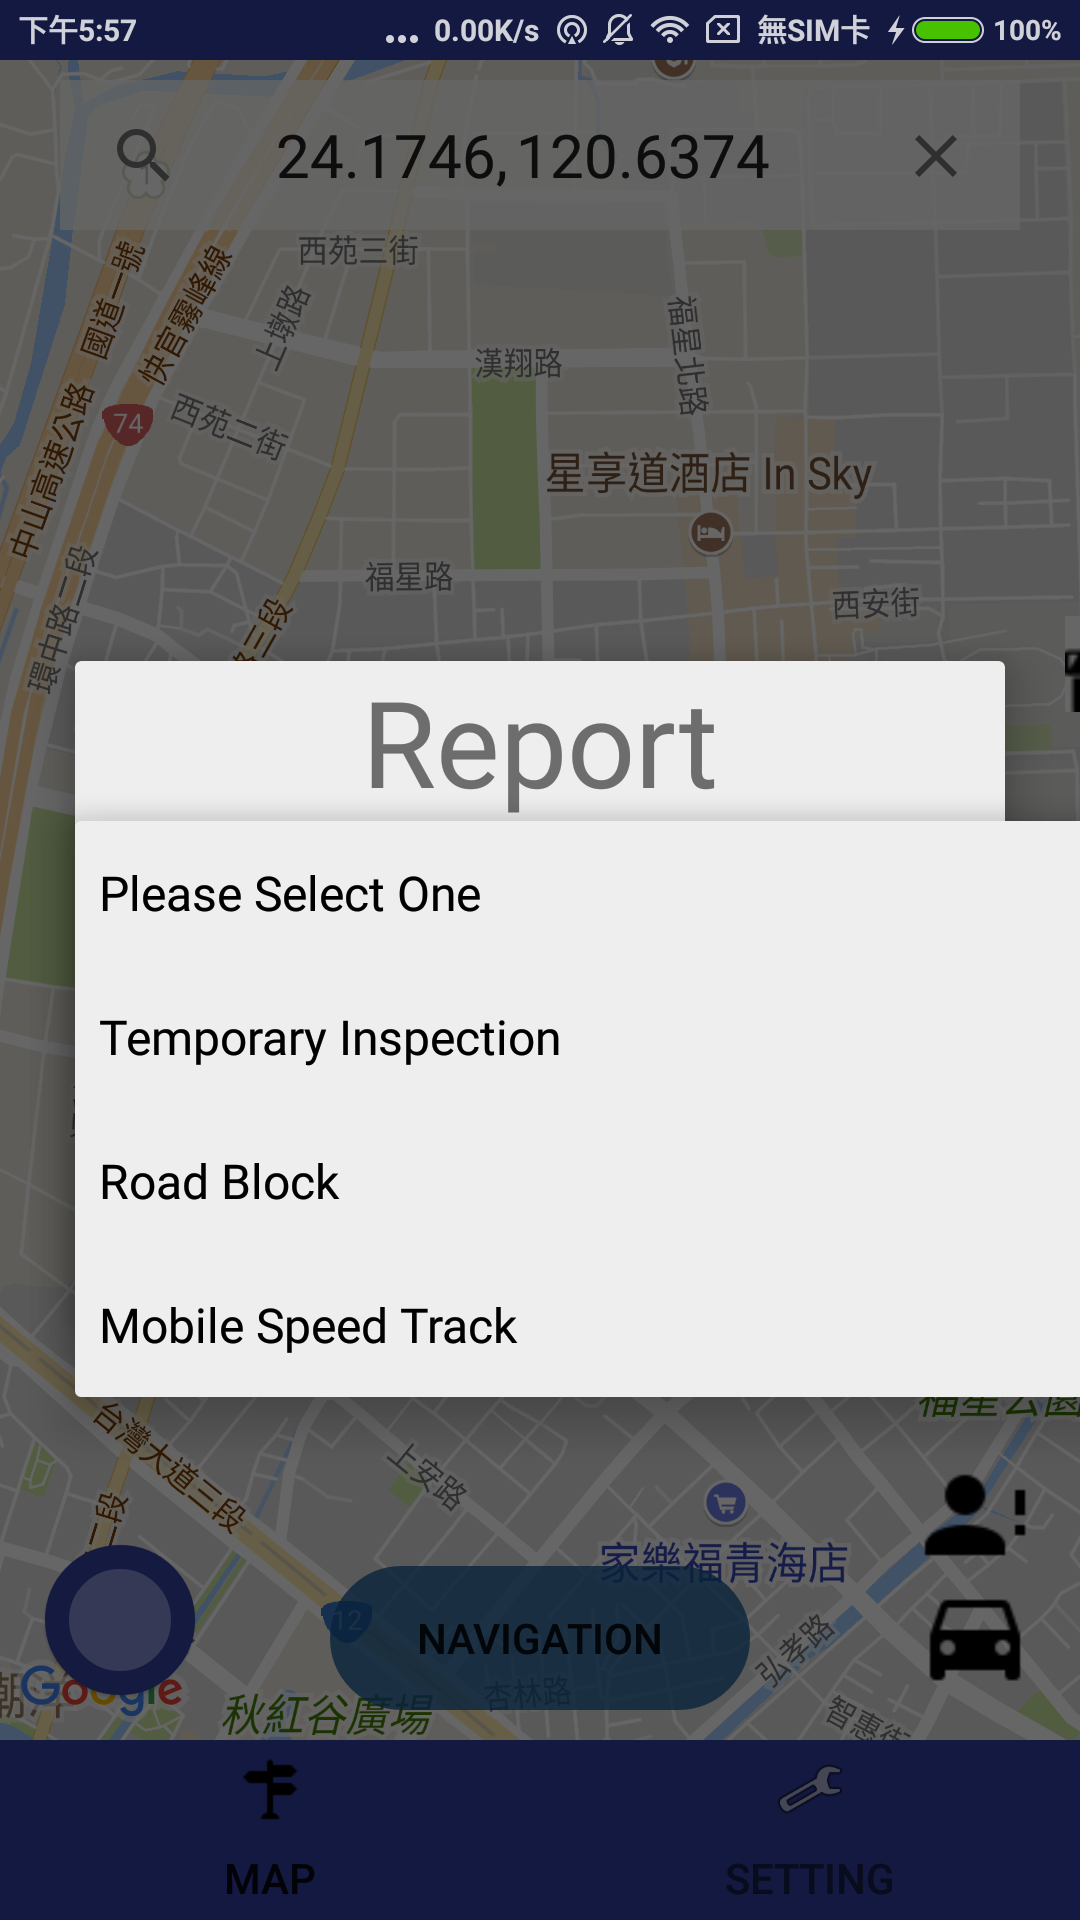 下午5:57
... 0.00K/s 無SIM卡 100%
24.1746, 120.6374
西苑三街
國道一號
快官霧峰線
上墩路
福星北路
漢翔路
中山高速公路
74
西苑二街
星享道酒店 In Sky
環中路二段
福星路
西安街
路三段
Report
Please Select One
Temporary Inspection
Road Block
Mobile Speed Track
福星公園
台灣大道三段
上安路
二段
家樂福青海店
12
NAVIGATION
弘孝路
Google
杏林路
秋紅谷廣場
智惠街
MAP
SETTING